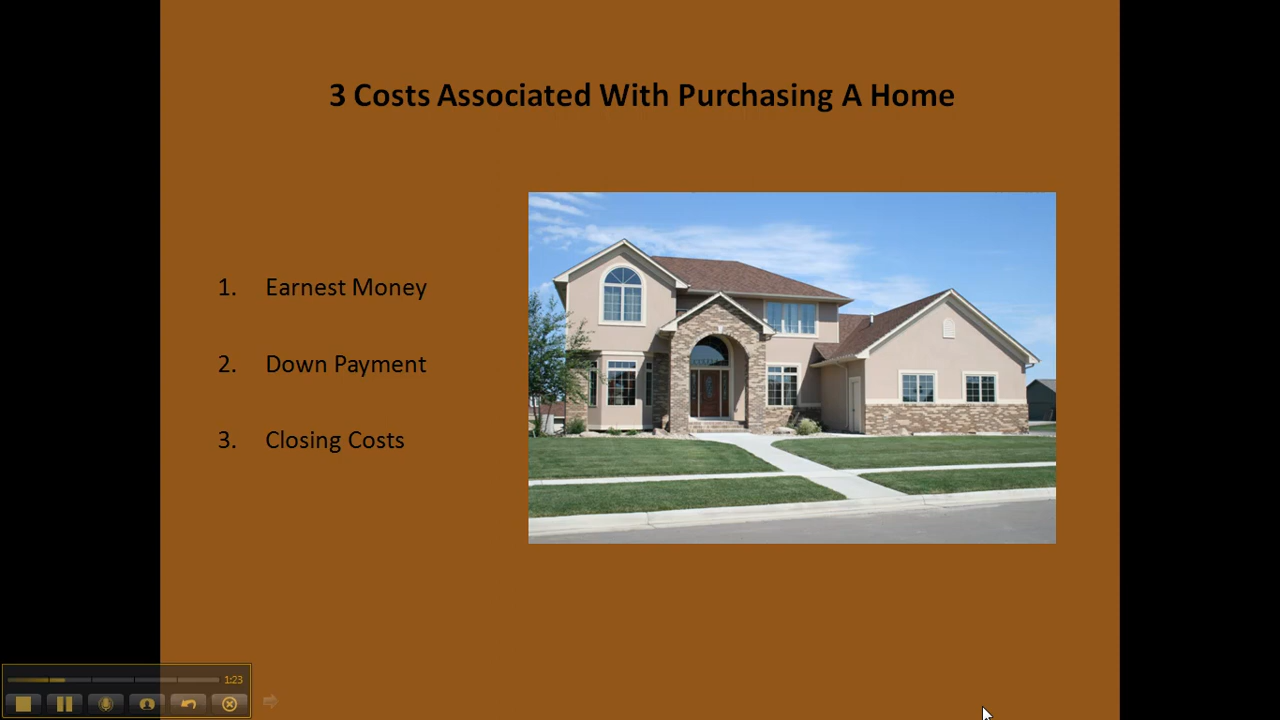 3 Costs Associated With Purchasing A Home
1. Earnest Money
2. Down Payment
3. Closing Costs
1:23